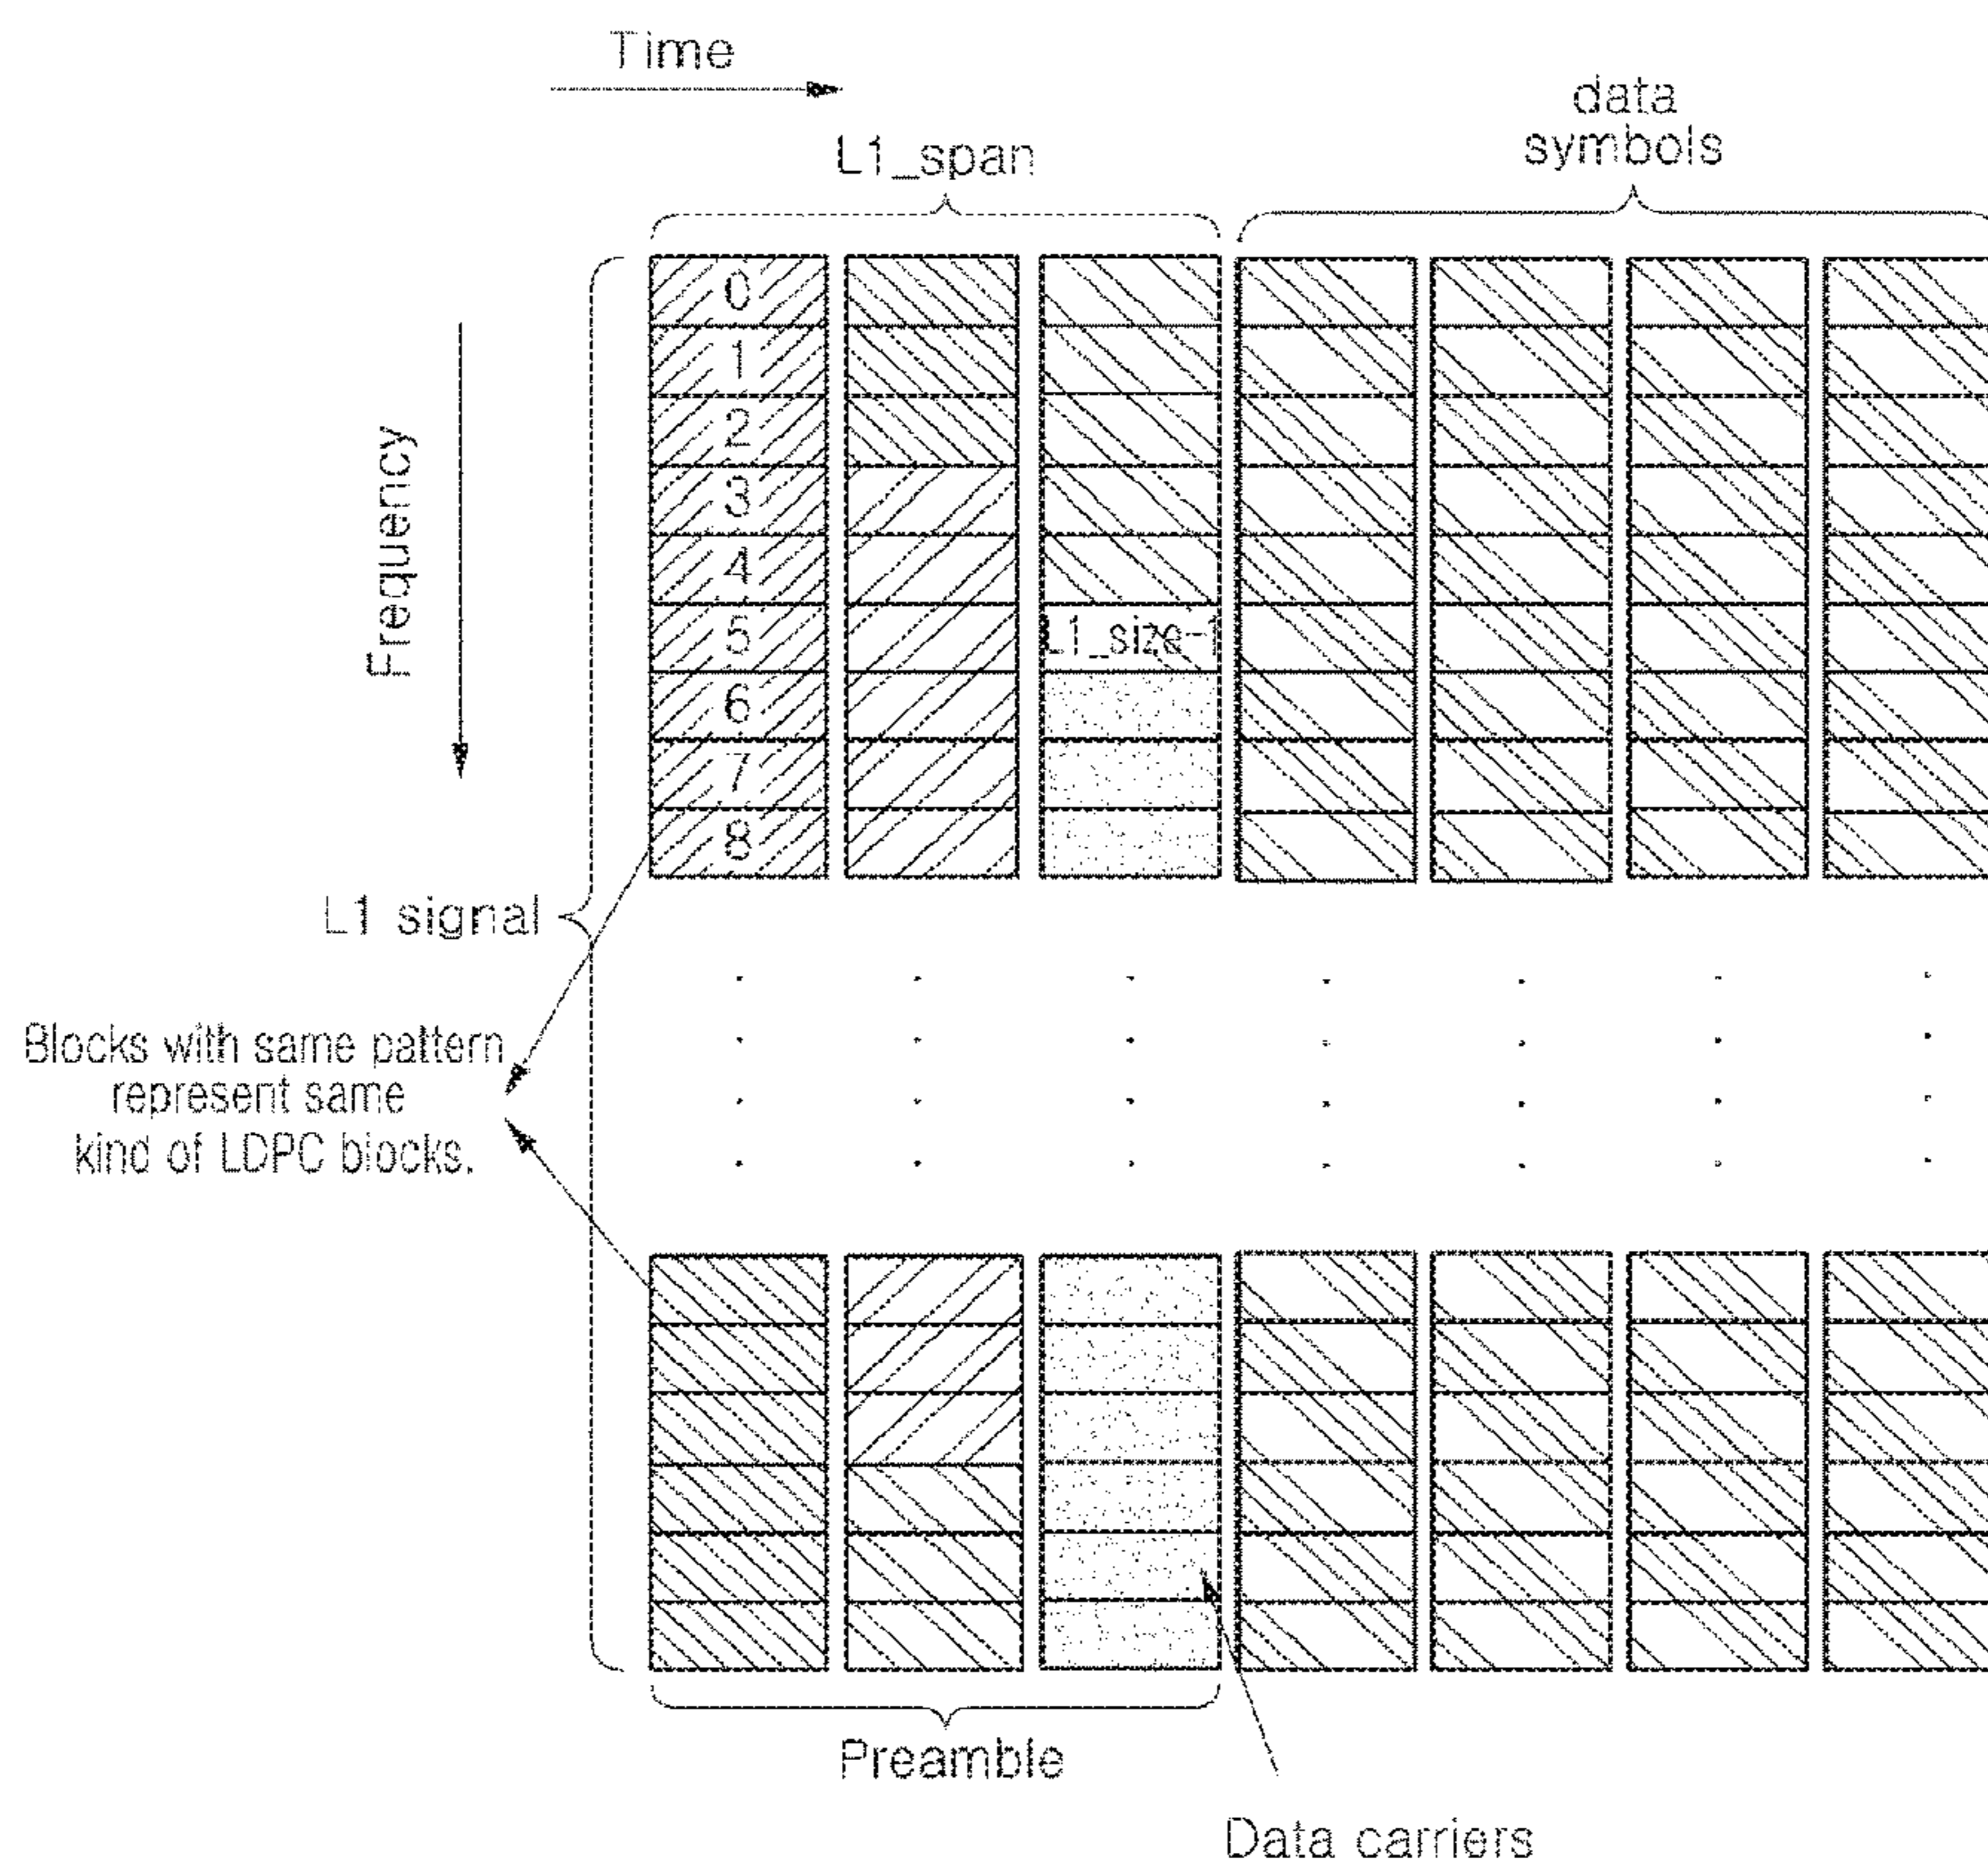 Time
data
symbols
L1_span
Frequency
0
1
2
3
4
5
L1_size-1
6
7
8
L1 signal
Blocks with same pattern
represent same
kind of LDPC blocks.
Preamble
Data carriers